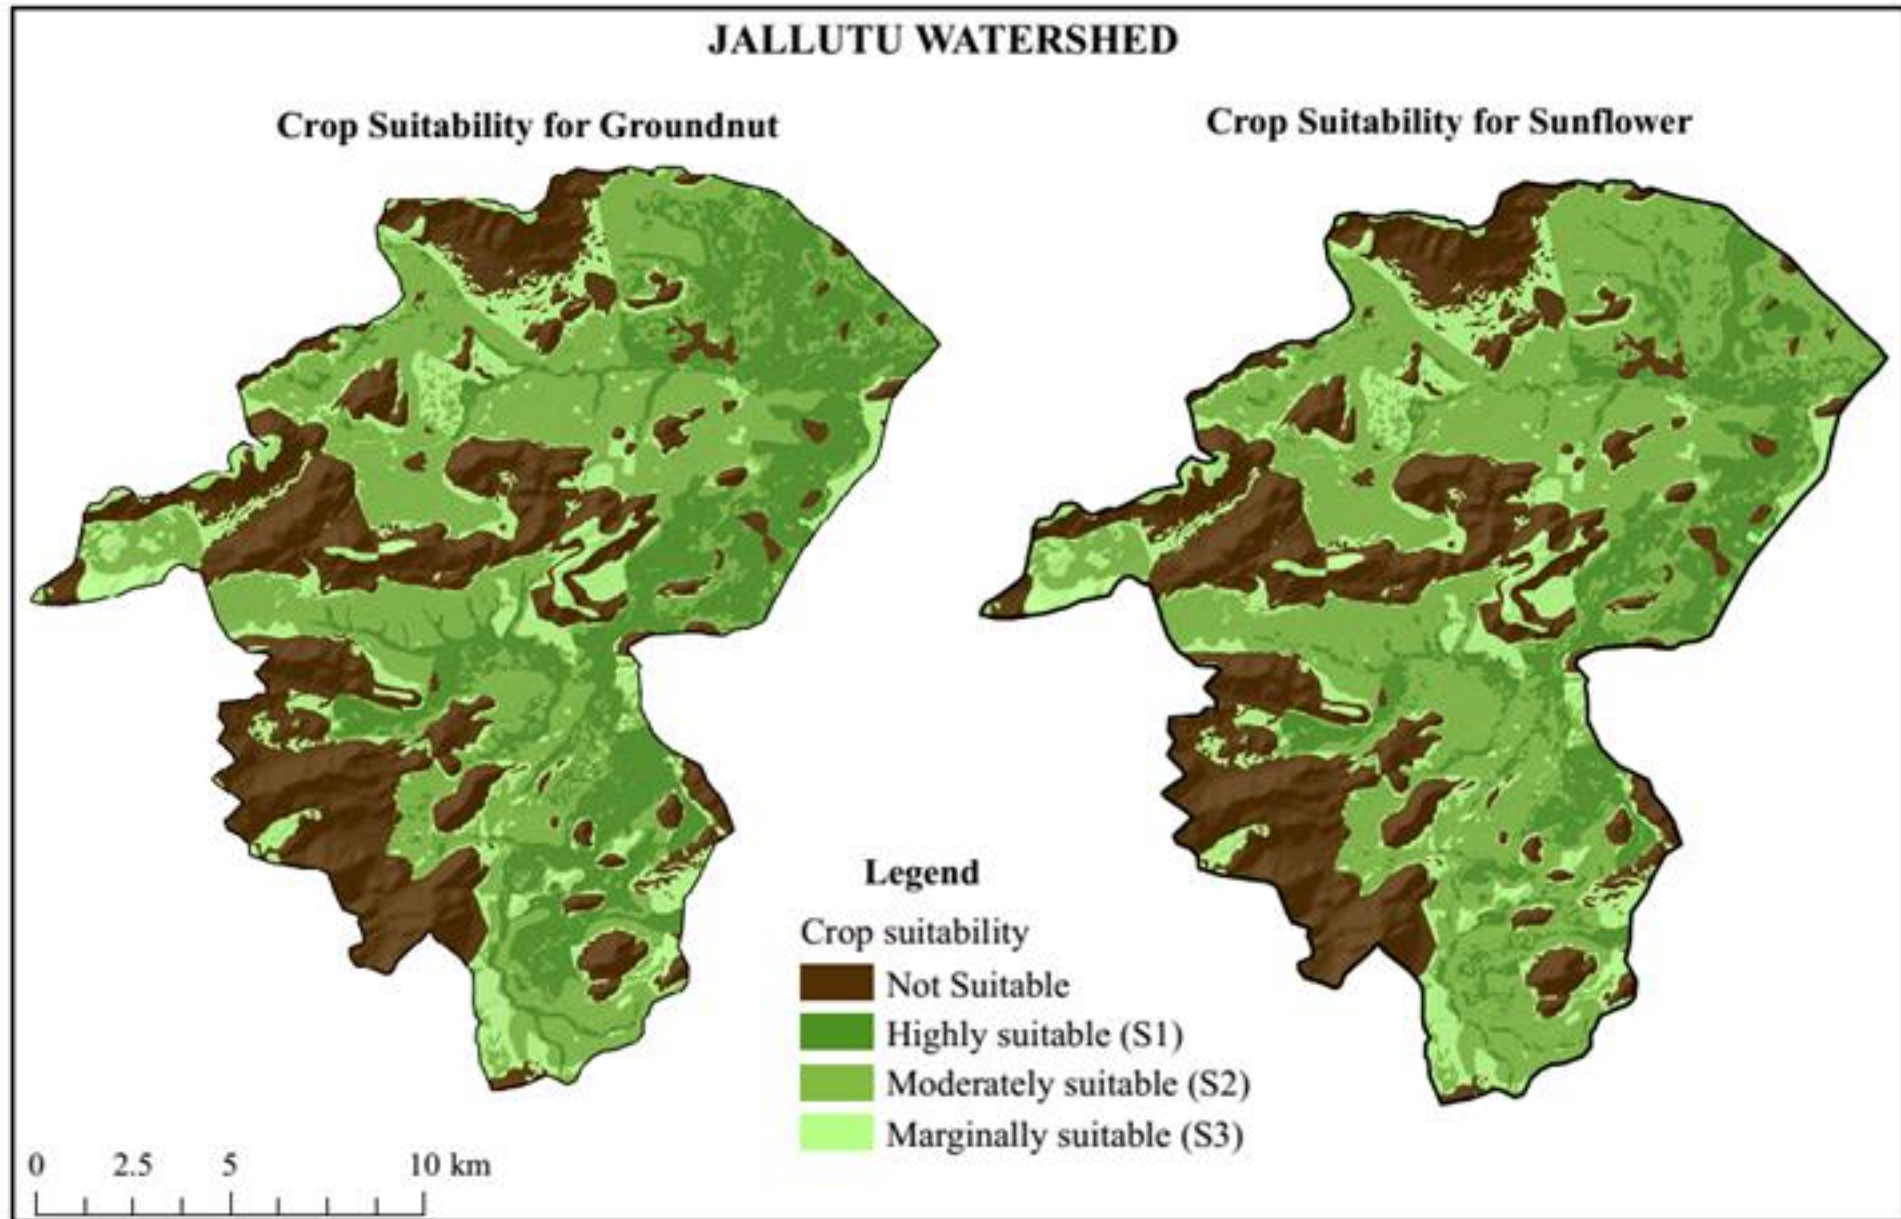 JALLUTU WATERSHED
Crop Suitability for Groundnut
Crop Suitability for Sunflower
Legend
Crop suitability
Not Suitable
Highly suitable (S1)
Moderately suitable (S2)
Marginally suitable (S3)
0 2.5 5 10 km